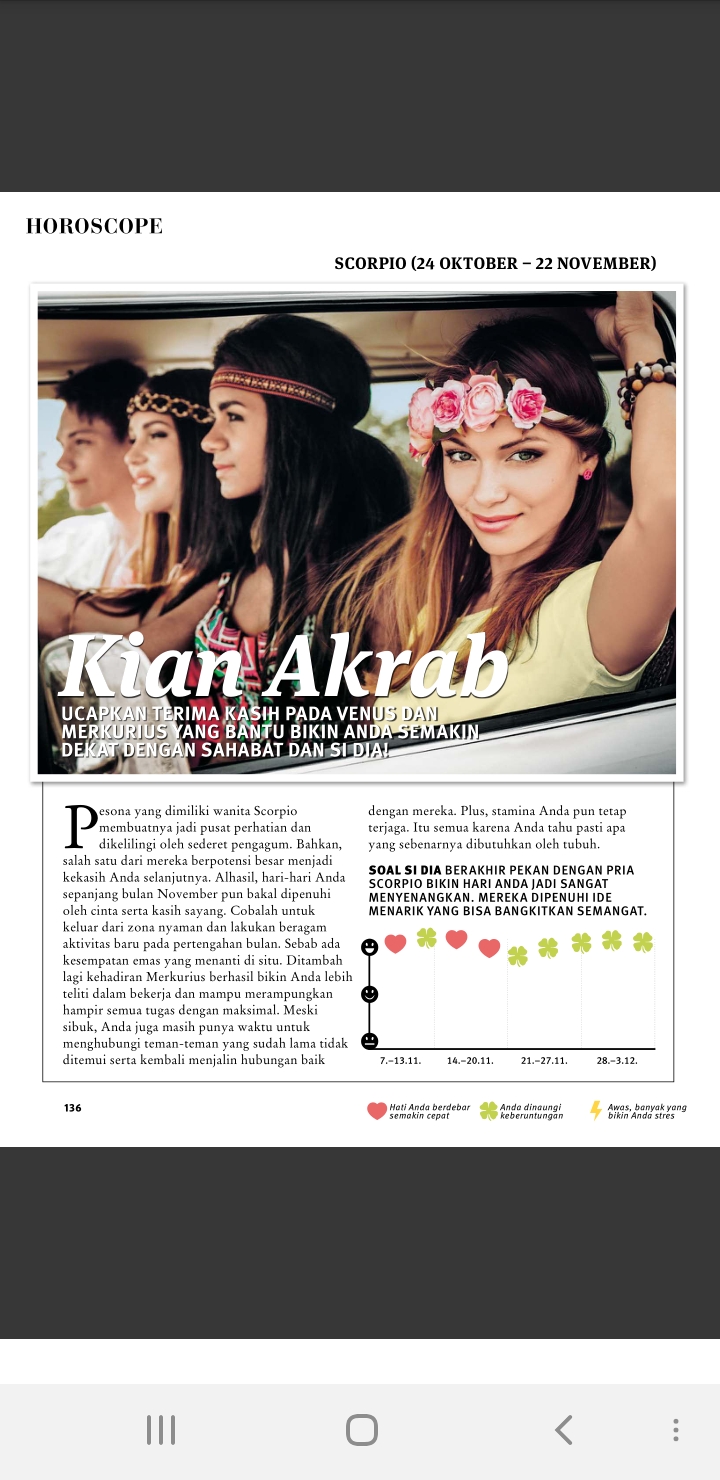 HOROSCOPE
SCORPIO (24 OKTOBER – 22 NOVEMBER)
Kian Akrab
UCAPKAN TERIMA KASIH PADA VENUS DAN
MERKURIUS YANG BANTU BIKIN ANDA SEMAKIN
DEKAT DENGAN SAHABAT DAN SI DIA!
Pesona yang dimiliki wanita Scorpio
membuatnya jadi pusat perhatian dan
dikelilingi oleh sederet pengagum. Bahkan,
salah satu dari mereka berpotensi besar menjadi
kekasih Anda selanjutnya. Alhasil, hari-hari Anda
sepanjang bulan November pun bakal dipenuhi
oleh cinta serta kasih sayang. Cobalah untuk
keluar dari zona nyaman dan lakukan beragam
aktivitas baru pada pertengahan bulan. Sebab ada
kesempatan emas yang menanti di situ. Ditambah
lagi kehadiran Merkurius berhasil bikin Anda lebih
teliti dalam bekerja dan mampu merampungkan
hampir semua tugas dengan maksimal. Meski
sibuk, Anda juga masih punya waktu untuk
menghubungi teman-teman yang sudah lama tidak
ditemui serta kembali menjalin hubungan baik
dengan mereka. Plus, stamina Anda pun tetap
terjaga. Itu semua karena Anda tahu pasti apa
yang sebenarnya dibutuhkan oleh tubuh.
SOAL SI DIA BERAKHIR PEKAN DENGAN PRIA
SCORPIO BIKIN HARI ANDA JADI SANGAT
MENYENANGKAN. MEREKA DIPENUHI IDE
MENARIK YANG BISA BANGKITKAN SEMANGAT.
7.–13.11. 14.–20.11. 21.–27.11. 28.–3.12.
136
Hati Anda berdebar
semakin cepat
Anda dinaungi
keberuntungan
Awas, banyak yang
bikin Anda stres